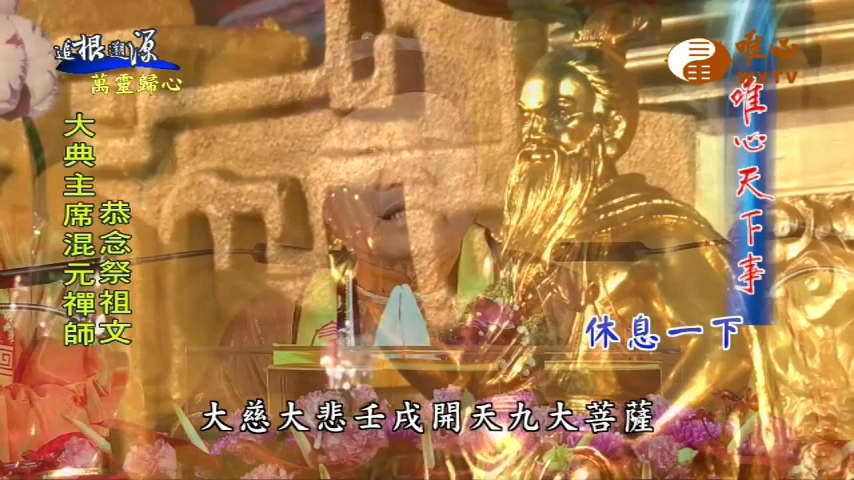 追根溯源
萬靈歸心
唯心
WXTV
唯心天下事
大典主席混元禪師
恭念祭祖文
休息一下
大慈大悲壬戌開天九大菩薩